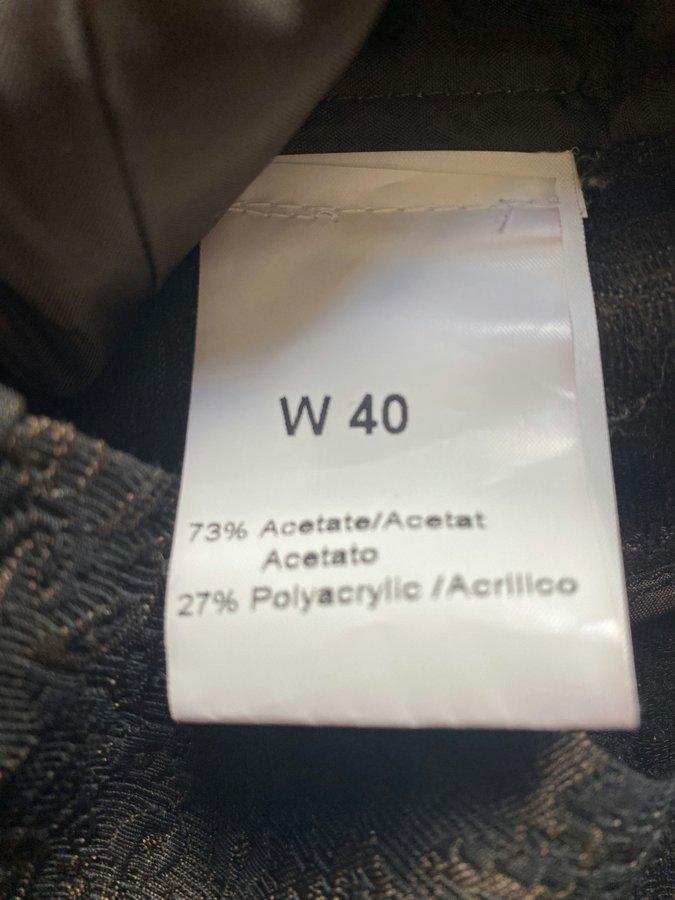 W 40
73% Acetate/Acetat
Acetato
27% Polyacrylic /Acrilico